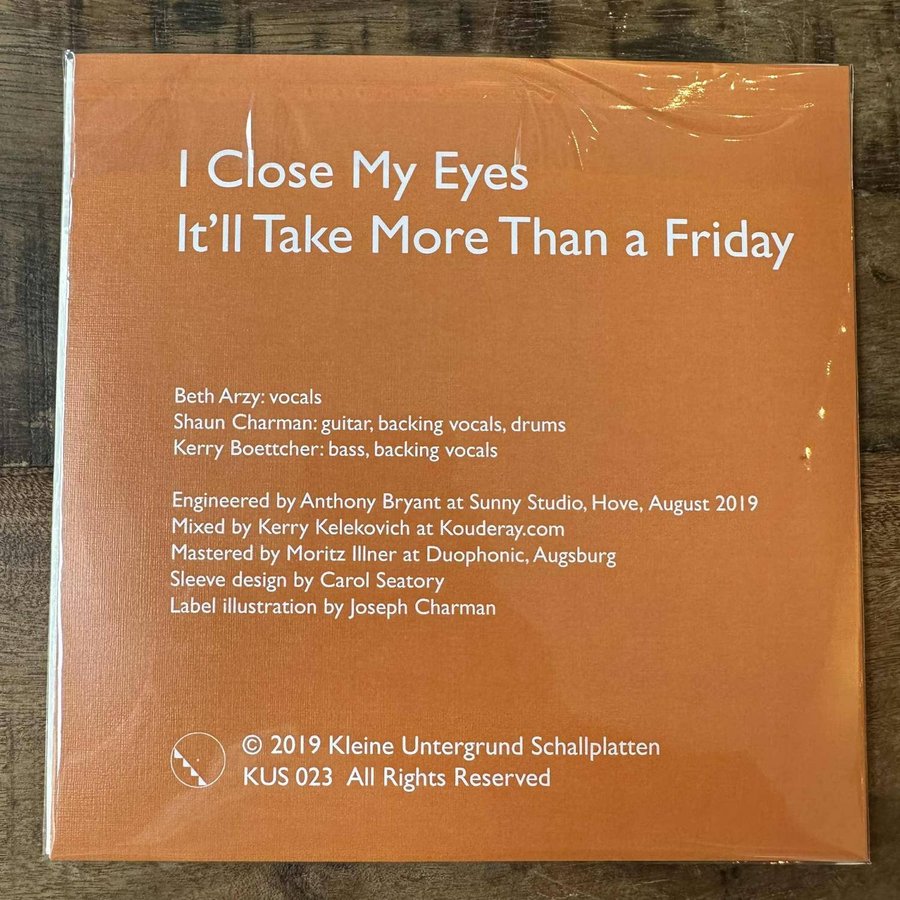 I Close My Eyes
It’ll Take More Than a Friday
Beth Arzy: vocals
Shaun Charman: guitar, backing vocals, drums
Kerry Boettcher: bass, backing vocals
Engineered by Anthony Bryant at Sunny Studio, Hove, August 2019
Mixed by Kerry Kelekovich at Kouderay.com
Mastered by Moritz Illner at Duophonic, Augsburg
Sleeve design by Carol Seatory
Label illustration by Joseph Charman
© 2019 Kleine Untergrund Schallplatten
KUS 023 All Rights Reserved